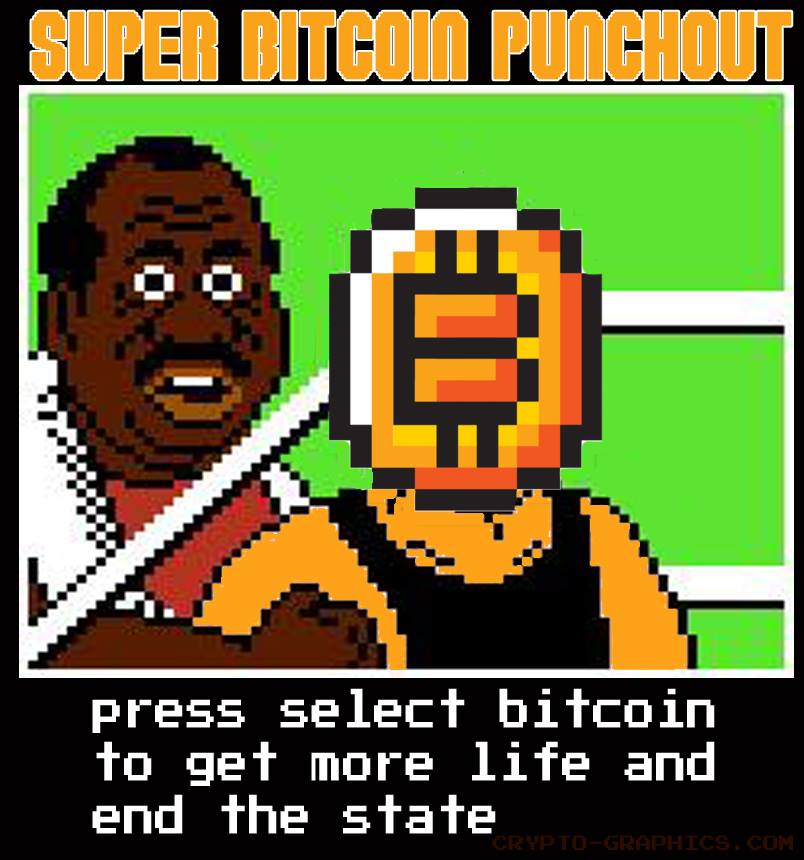 SUPER BITCOIN PUNCHOUT
press select bitcoin
to get more life and
end the state
CRYPTO-GRAPHICS.COM